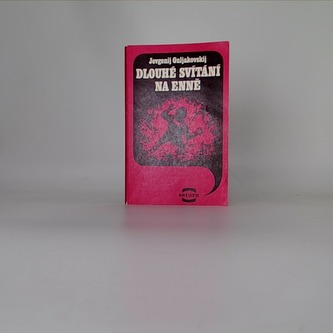 Jevgenij Guljakovskij
DLOUHÉ SVÍTÁNÍ
NA ENNĚ